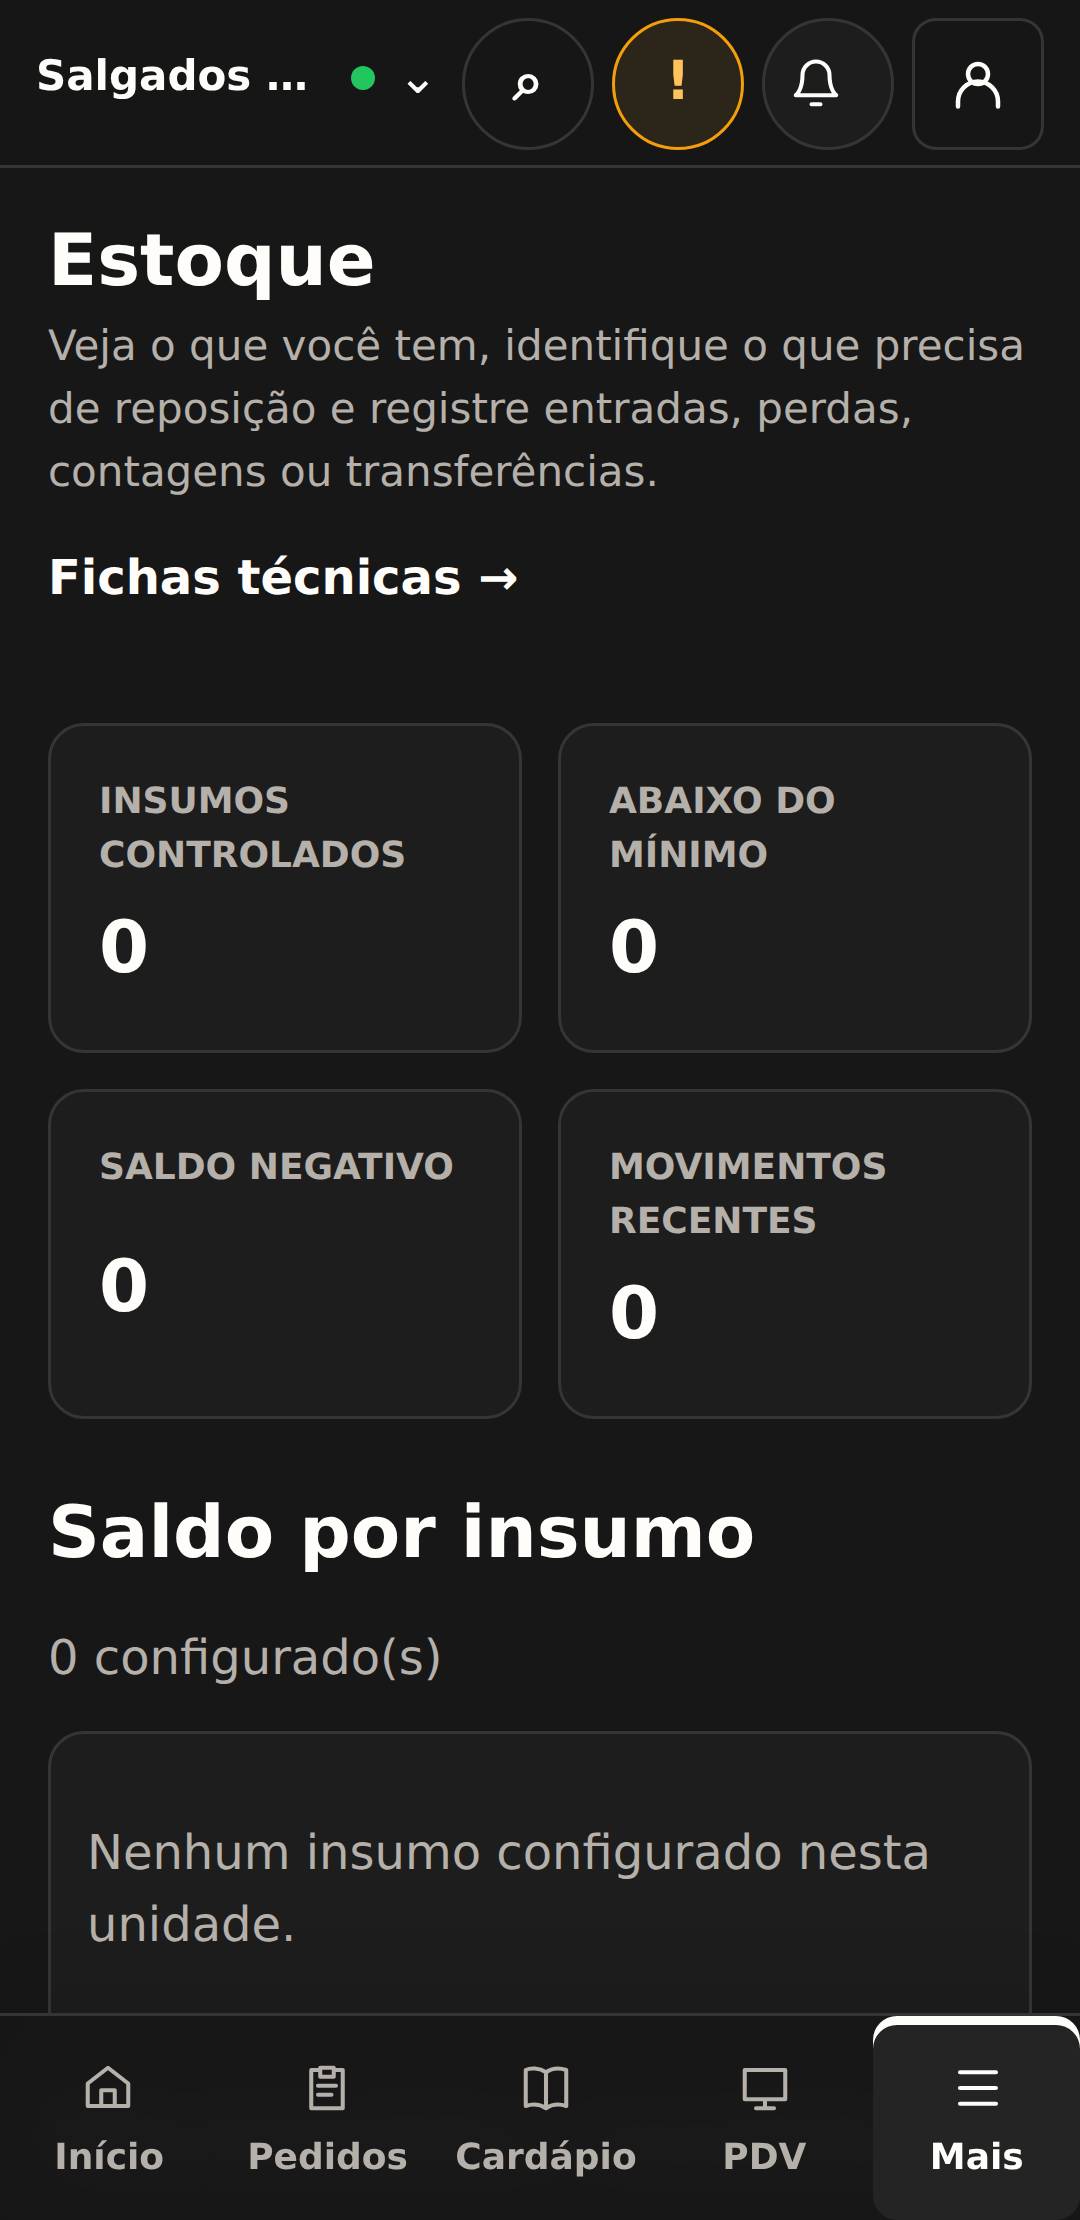 Salgados ...
!
Estoque
Veja o que você tem, identifique o que precisa
de reposição e registre entradas, perdas,
contagens ou transferências.
Fichas técnicas →
INSUMOS
CONTROLADOS
0
ABAIXO DO
MÍNIMO
0
SALDO NEGATIVO
0
MOVIMENTOS
RECENTES
0
Saldo por insumo
0 configurado(s)
Nenhum insumo configurado nesta
unidade.
Início
Pedidos
Cardápio
PDV
Mais